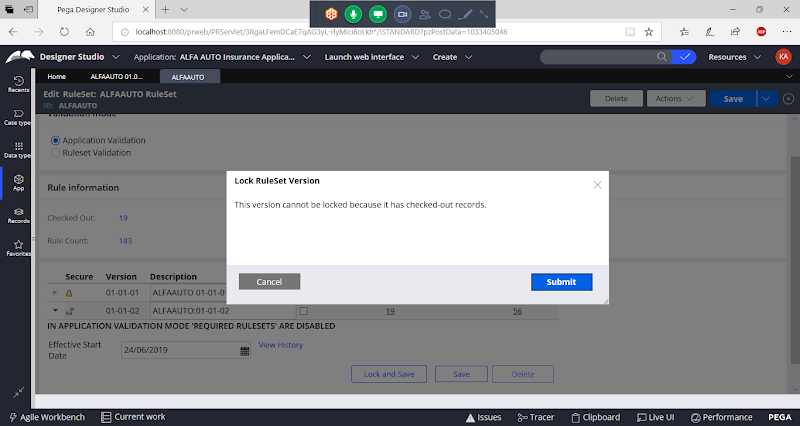 Pega Designer Studio
localhost:8080/prweb/PRServlet/3RgaLFemDCaE7qAG3yL-rlyMIci6oLkh*/!STANDARD?pzPostData=1033405046
Designer Studio
Application: ALFA AUTO Insurance Applica...
Launch web interface
Create
Resources
KA
Home
ALFAAUTO 01.0...
ALFAAUTO
Recents
Case type
Data type
App
Records
Favorites
Edit RuleSet: ALFAAUTO RuleSet
ID: ALFAAUTO
Delete
Actions
Save
Validation mode
Application Validation
Ruleset Validation
Rule information
Checked Out: 19
Rule Count: 183
Lock RuleSet Version
This version cannot be locked because it has checked-out records.
Cancel
Submit
Secure Version Description
01-01-01 ALFAAUTO 01-01-01
01-01-02 ALFAAUTO:01-01-02 19 56
IN APPLICATION VALIDATION MODE 'REQUIRED RULESETS' ARE DISABLED
Effective Start
Date
24/06/2019
View History
Lock and Save
Save
Delete
Agile Workbench
Current work
Issues
Tracer
Clipboard
Live UI
Performance
PEGA